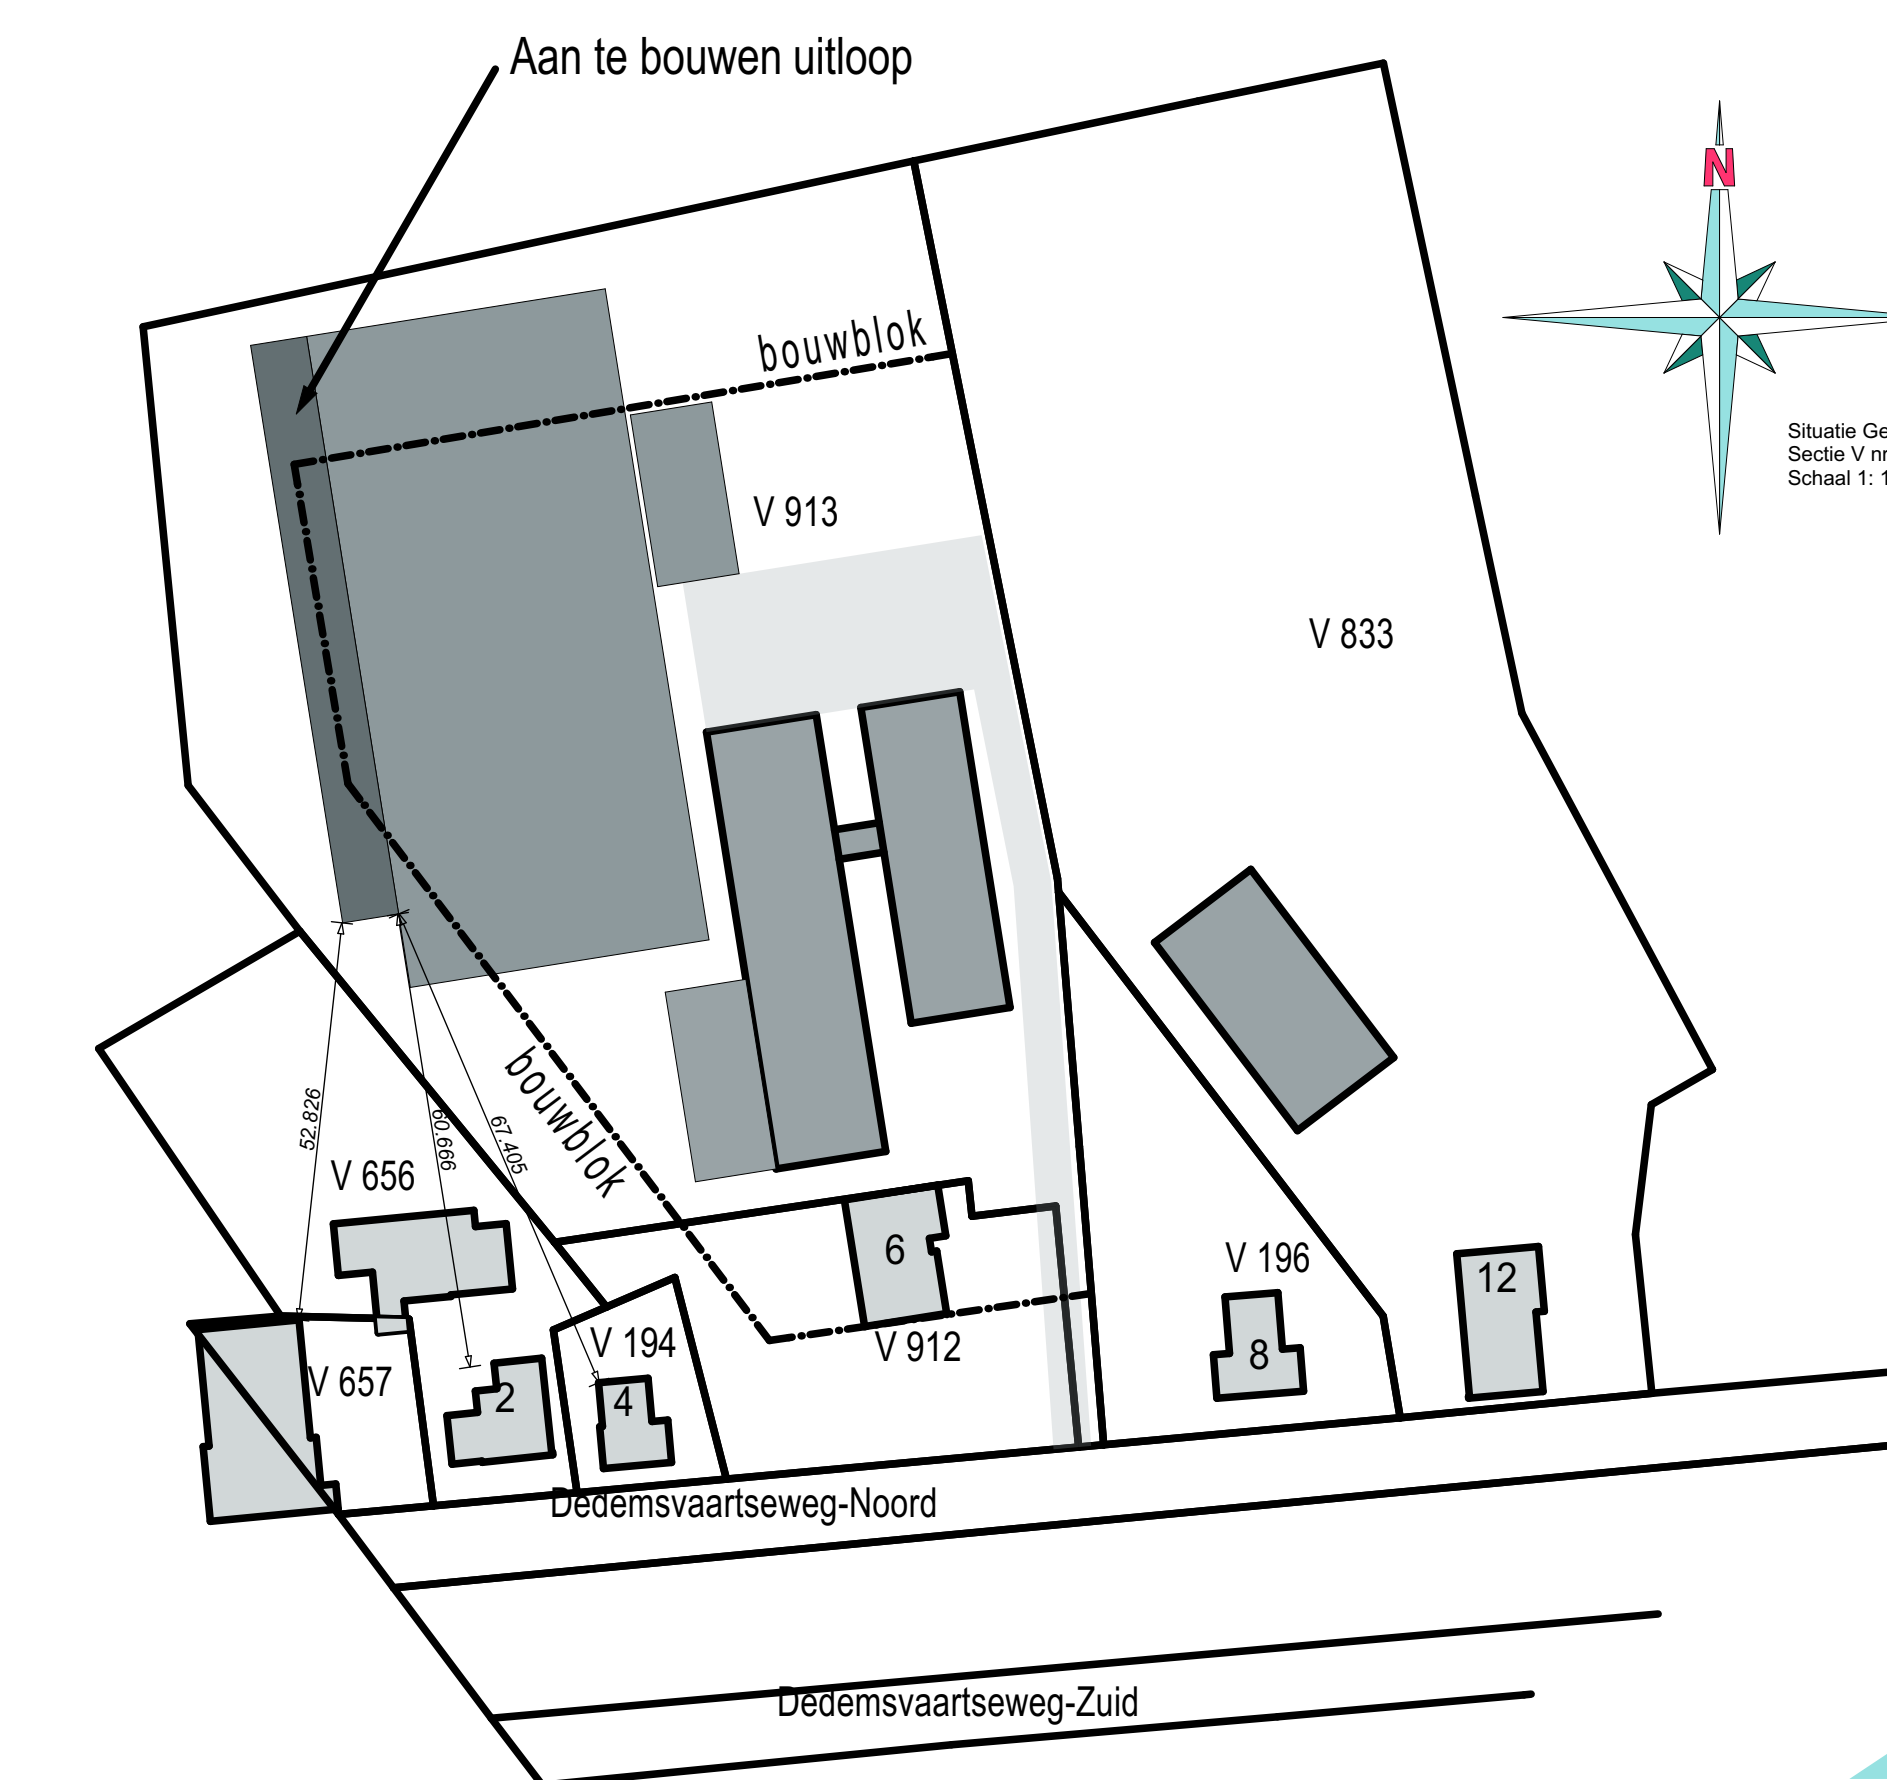 Aan te bouwen uitloop
N
bouwblok
Situatie Ge
Sectie V nr
Schaal 1: 1
V 913
V 833
bouwblok
52.826
60.666
67.405
V 656
6
V 196
12
V 194
V 912
8
V 657
2
4
Dedemsvaartseweg-Noord
Dedemsvaartseweg-Zuid